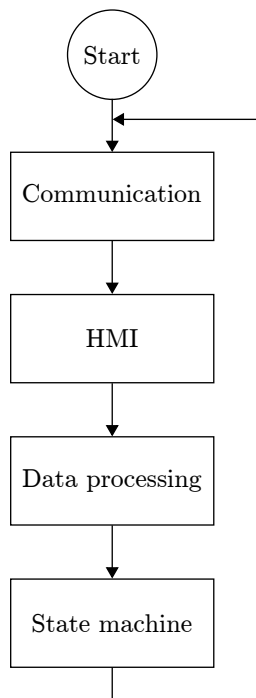 Start
Communication
HMI
Data processing
State machine